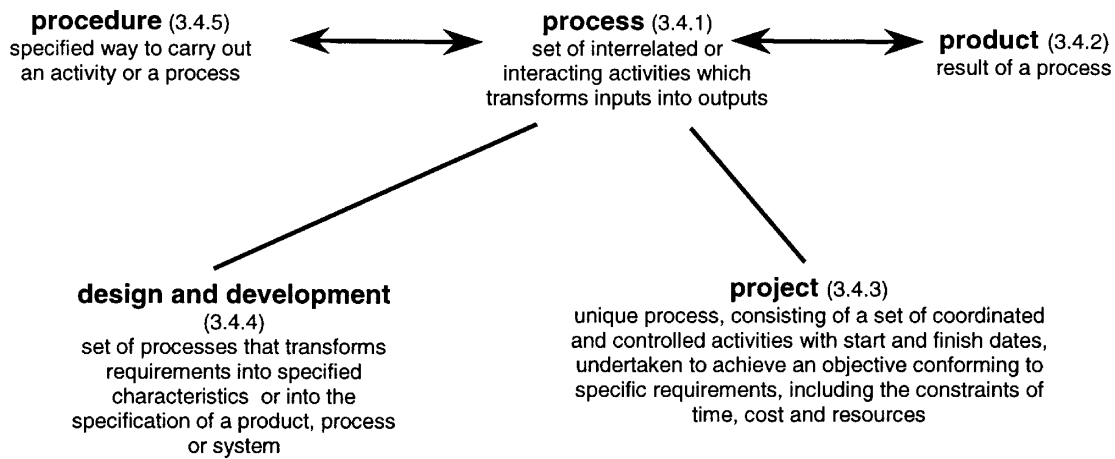 procedure (3.4.5)
specified way to carry out
an activity or a process
process (3.4.1)
set of interrelated or
interacting activities which
transforms inputs into outputs
product (3.4.2)
result of a process
design and development
(3.4.4)
set of processes that transforms
requirements into specified
characteristics or into the
specification of a product, process
or system
project (3.4.3)
unique process, consisting of a set of coordinated
and controlled activities with start and finish dates,
undertaken to achieve an objective conforming to
specific requirements, including the constraints of
time, cost and resources